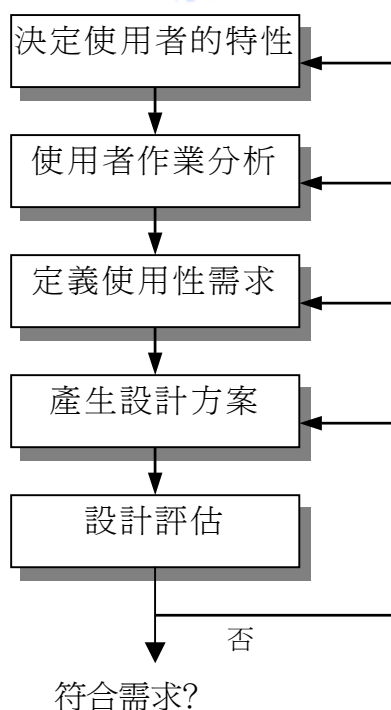 決定使用者的特性
使用者作業分析
定義使用性需求
產生設計方案
設計評估
否
符合需求?